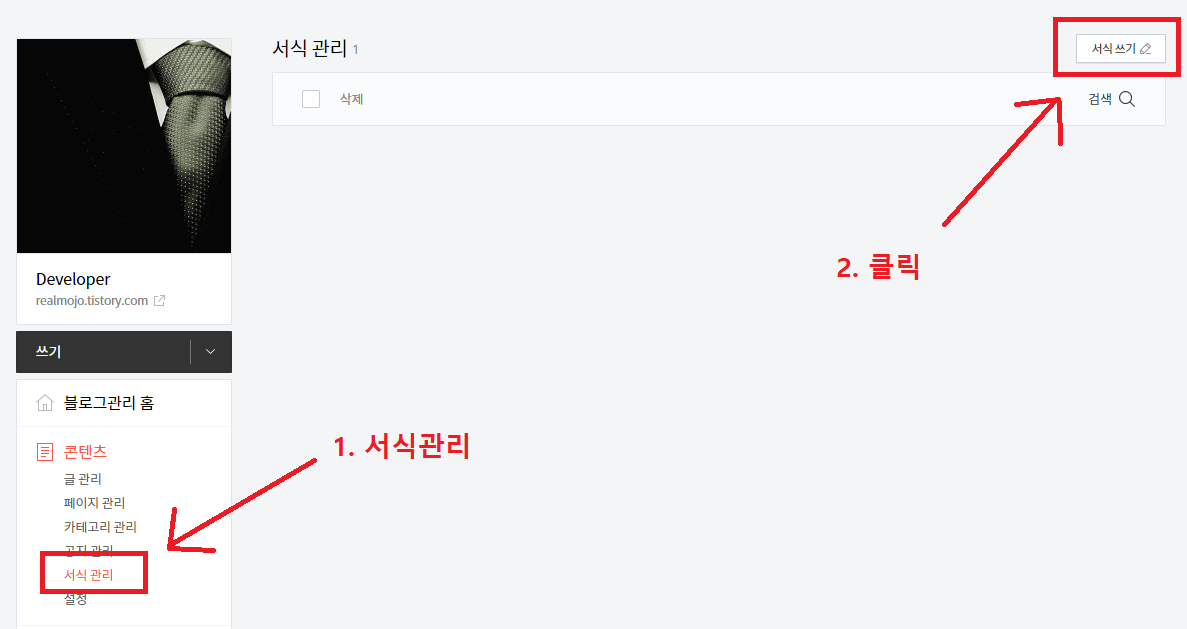 서식 관리 1
서식 쓰기
삭제
검색
2. 클릭
Developer
realmojo.tistory.com
쓰기
블로그관리 홈
콘텐츠
1. 서식관리
글 관리
페이지 관리
카테고리 관리
공지 관리
서식 관리
설정